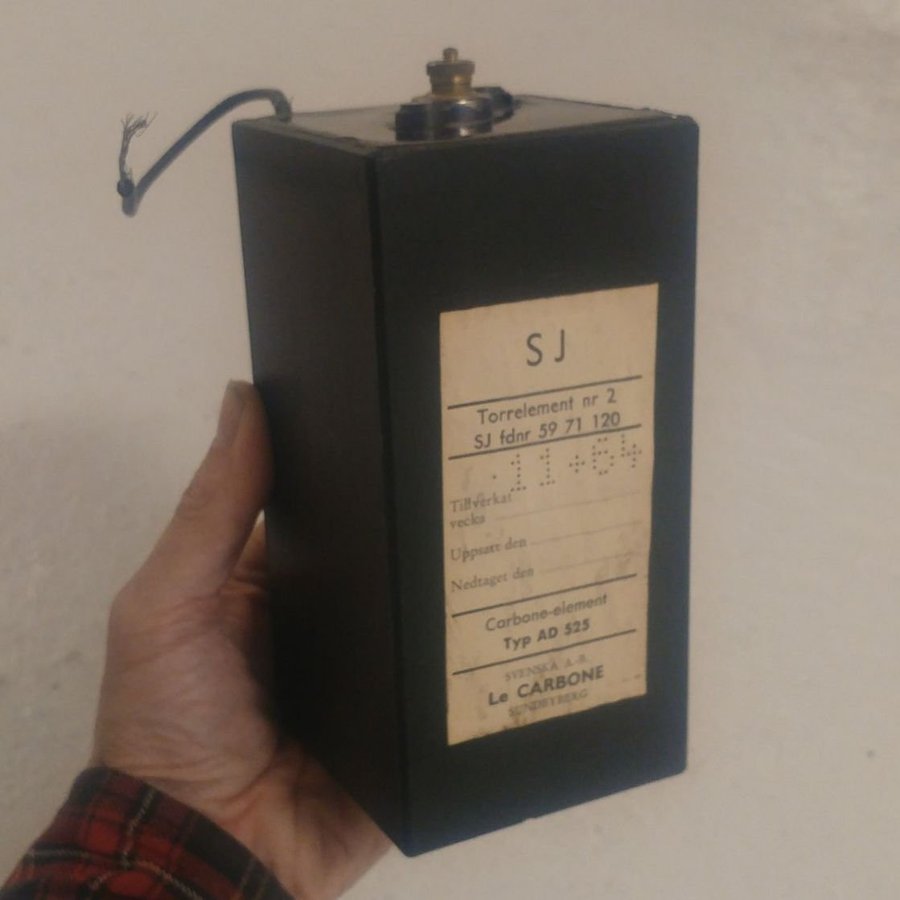 SJ
Torrelement nr 2
SJ fdnr 59 71 120
11+64
Tillverkat
vecka
Uppsatt den
Nedtaget den
Carbone-element
Typ AD 525
SVENSKA A.-B.
Le CARBONE
SUNDBYBERG